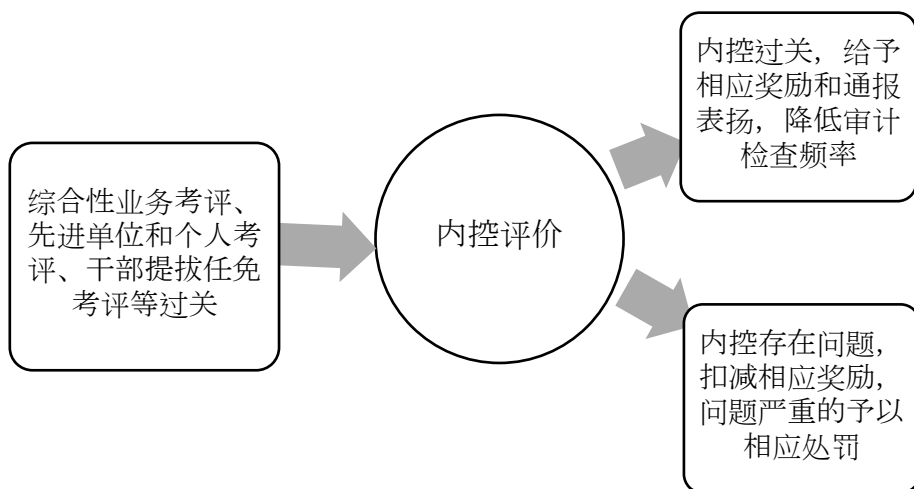 综合性业务考评、
先进单位和个人考
评、干部提拔任免
考评等过关
内控评价
内控过关，给予
相应奖励和通报
表扬，降低审计
检查频率
内控存在问题，
扣减相应奖励，
问题严重的予以
相应处罚